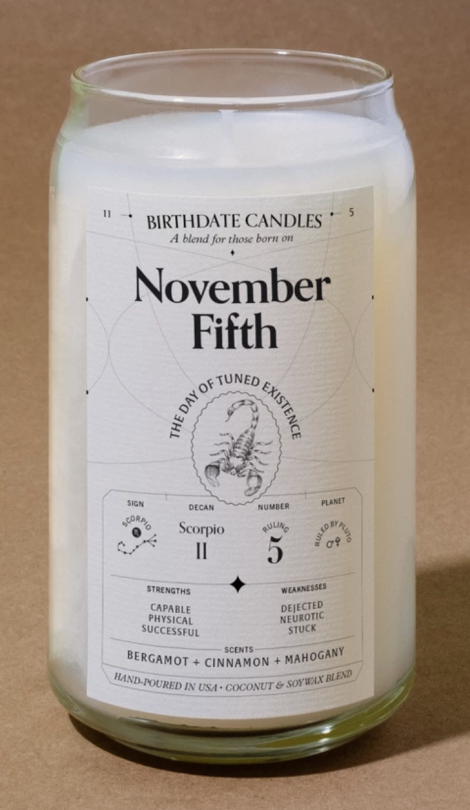 11 5
BIRTHDATE CANDLES
A blend for those born on
November
Fifth
THE DAY OF TUNED EXISTENCE
SIGN DECAN NUMBER PLANET
SCORPIO Scorpio RULING RULED BY PLUTO
II 5
STRENGTHS WEAKNESSES
CAPABLE DEJECTED
PHYSICAL NEUROTIC
SUCCESSFUL STUCK
SCENTS
BERGAMOT + CINNAMON + MAHOGANY
HAND-POURED IN USA • COCONUT & SOYWAX BLEND